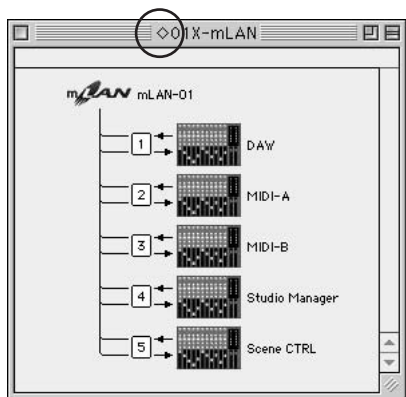 ◇01X-mLAN
mLAN mLAN-01
1 DAW
2 MIDI-A
3 MIDI-B
4 Studio Manager
5 Scene CTRL